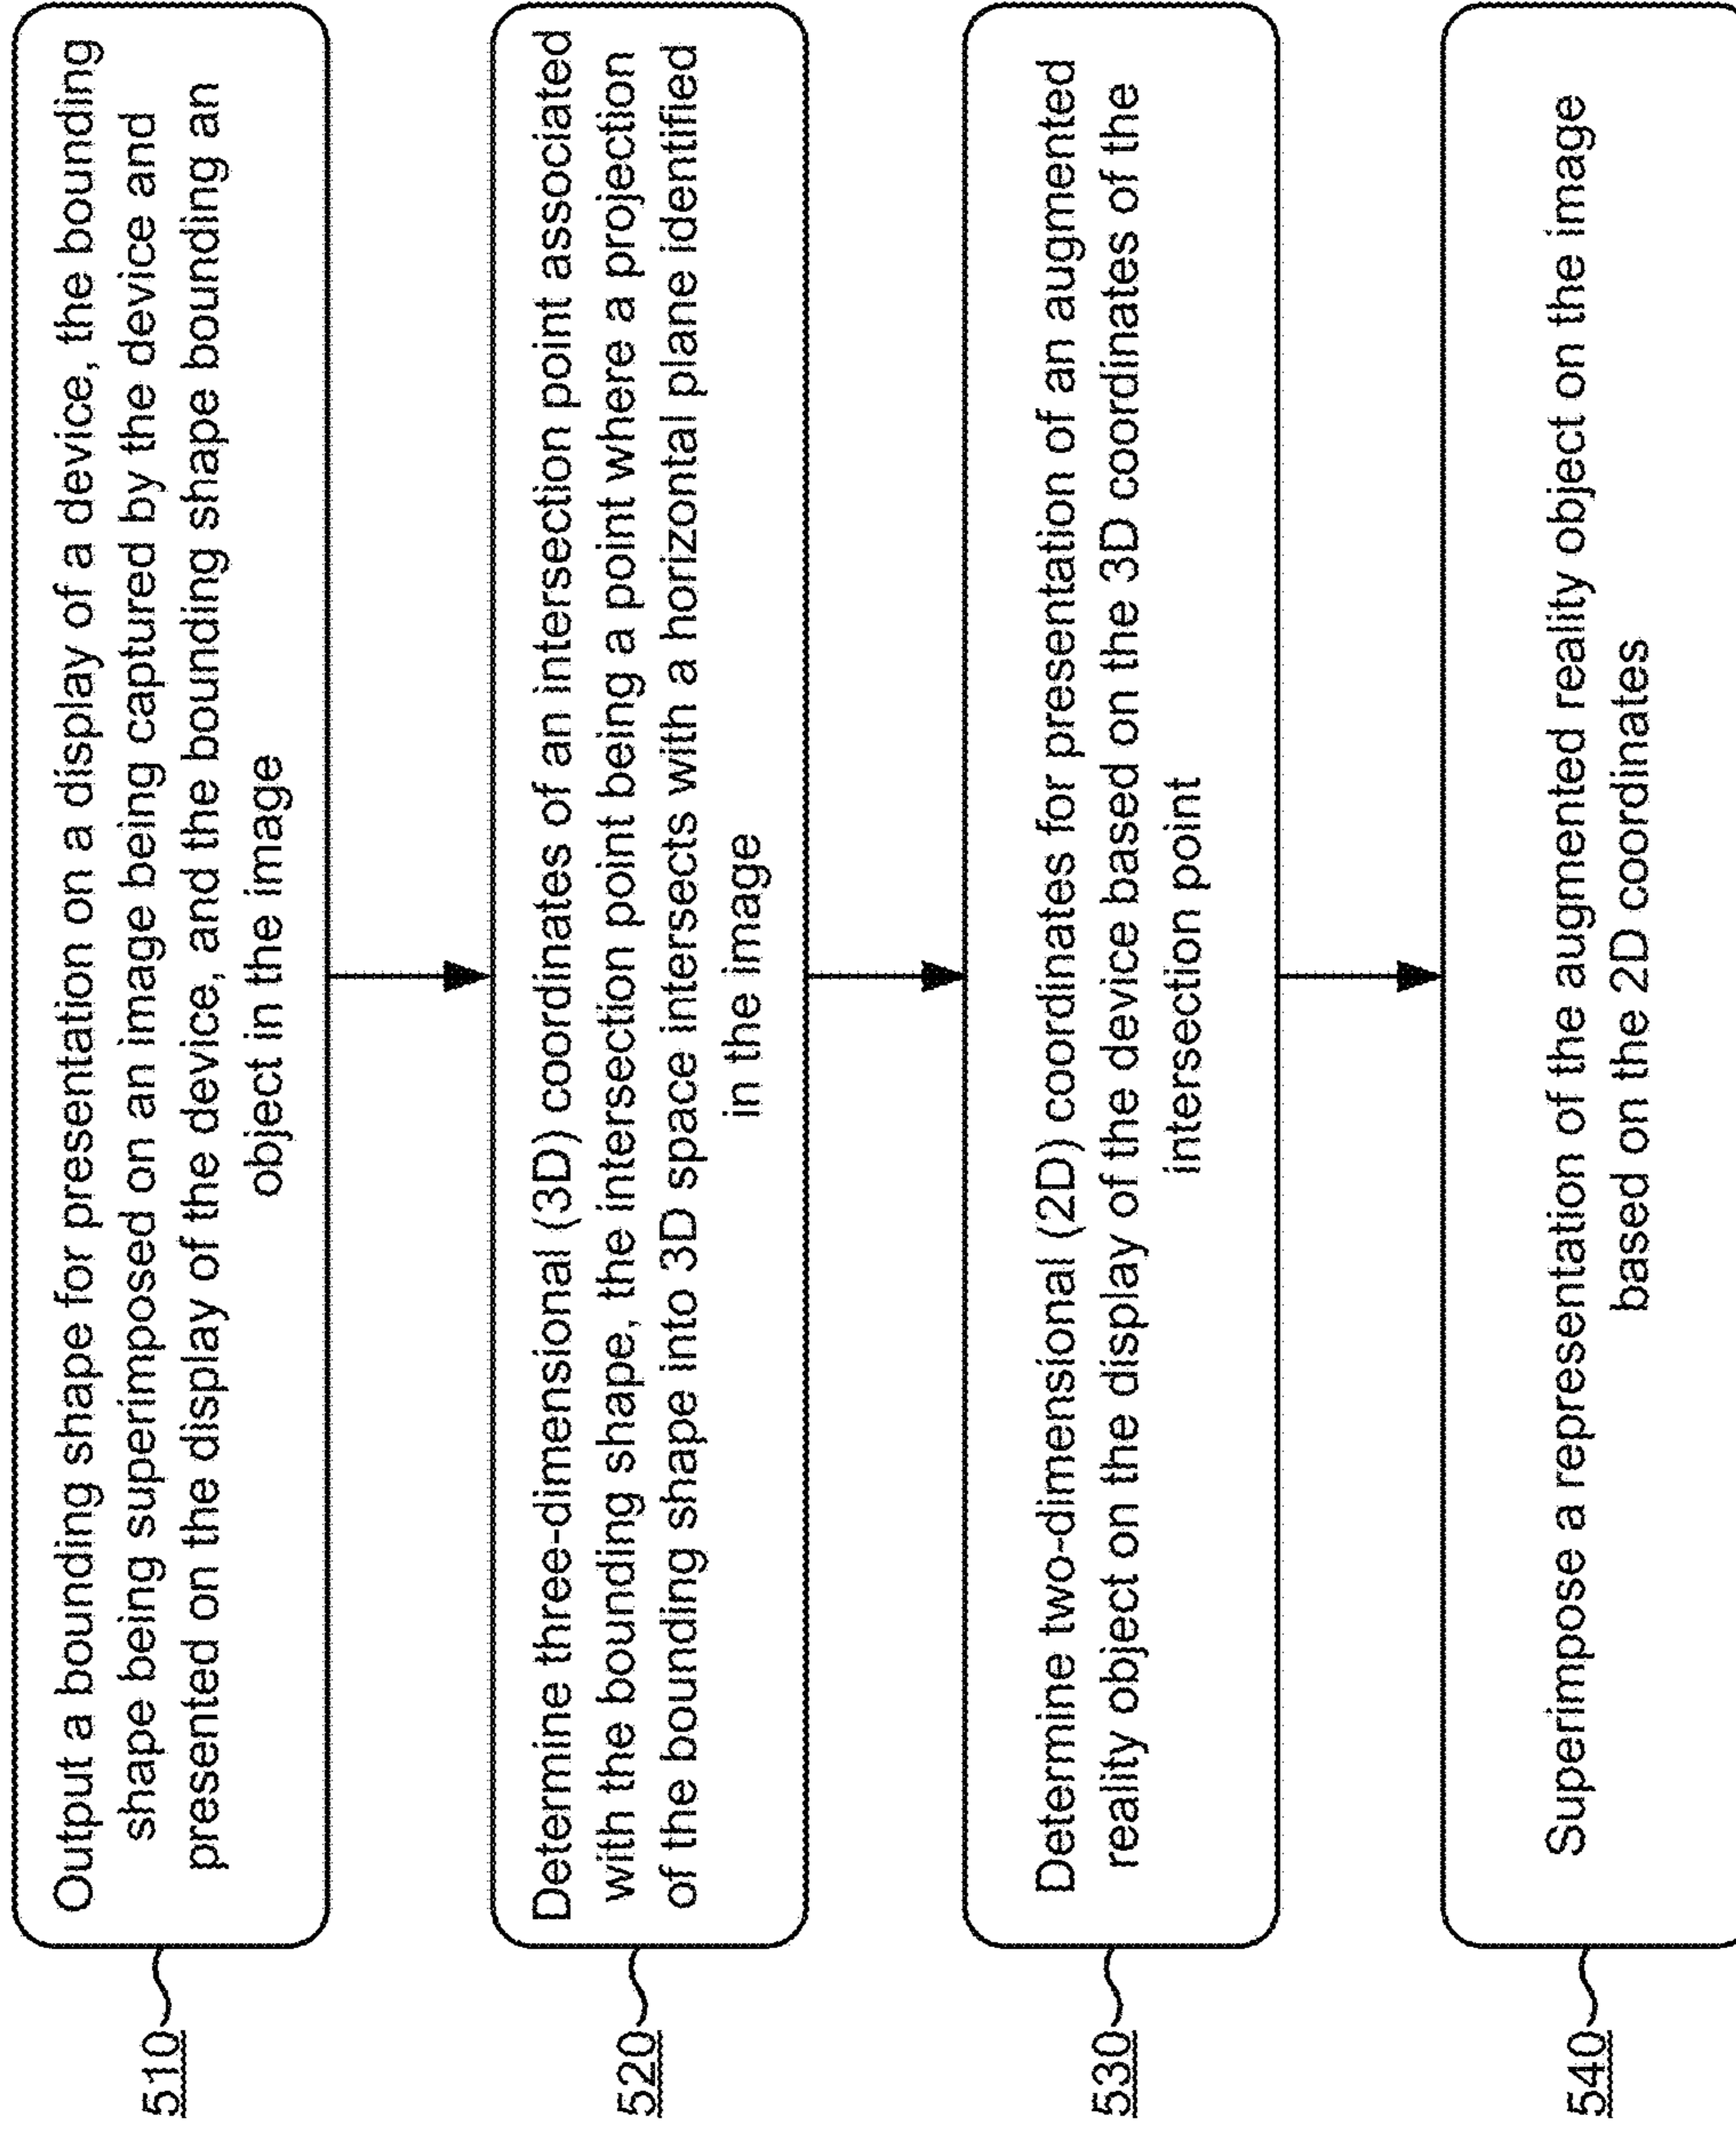 510
Output a bounding shape for presentation on a display of a device, the bounding
shape being superimposed on an image being captured by the device and
presented on the display of the device, and the bounding shape bounding an
object in the image
520
Determine three-dimensional (3D) coordinates of an intersection point associated
with the bounding shape, the intersection point being a point where a projection
of the bounding shape into 3D space intersects with a horizontal plane identified
in the image
530
Determine two-dimensional (2D) coordinates for presentation of an augmented
reality object on the display of the device based on the 3D coordinates of the
intersection point
540
Superimpose a representation of the augmented reality object on the image
based on the 2D coordinates